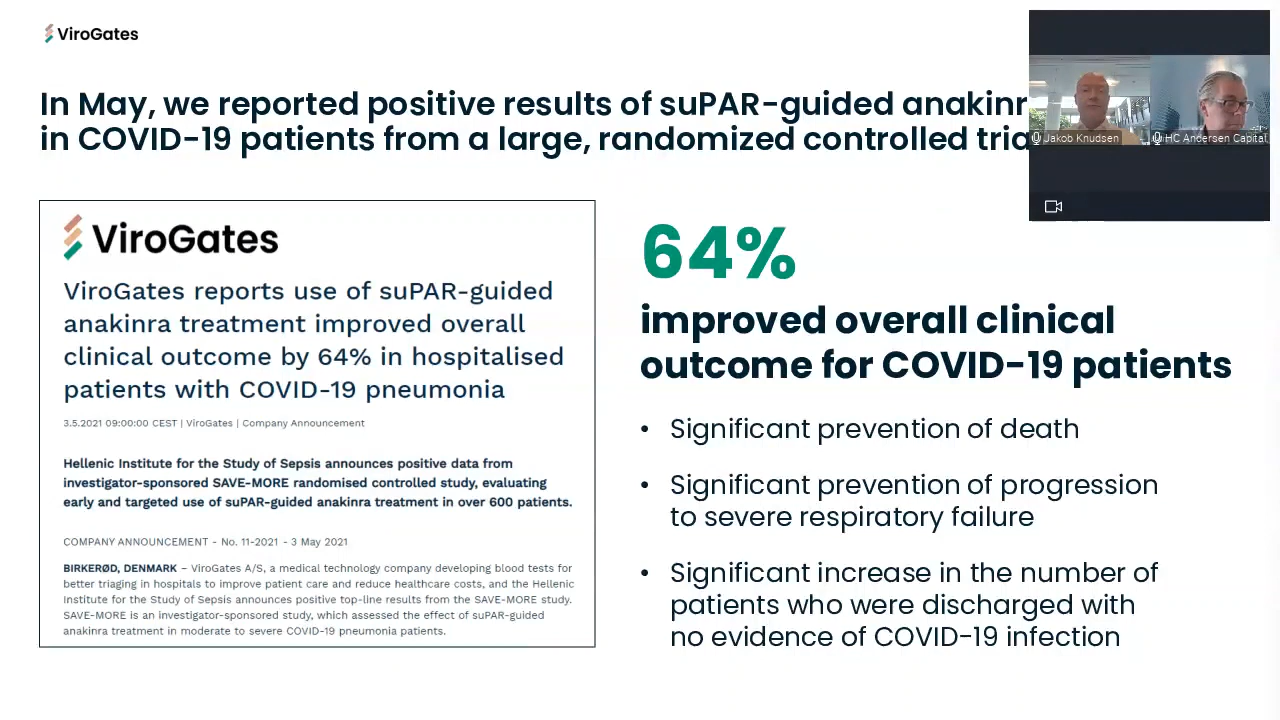 ViroGates
In May, we reported positive results of suPAR-guided anakinr
in COVID-19 patients from a large, randomized controlled tria
Jakob Knudsen
HC Andersen Capital
ViroGates
ViroGates reports use of suPAR-guided
anakinra treatment improved overall
clinical outcome by 64% in hospitalised
patients with COVID-19 pneumonia
3.5.2021 09:00:00 CEST | ViroGates | Company Announcement
Hellenic Institute for the Study of Sepsis announces positive data from
investigator-sponsored SAVE-MORE randomised controlled study, evaluating
early and targeted use of suPAR-guided anakinra treatment in over 600 patients.
COMPANY ANNOUNCEMENT - No. 11-2021 - 3 May 2021
BIRKERØD, DENMARK – ViroGates A/S, a medical technology company developing blood tests for
better triaging in hospitals to improve patient care and reduce healthcare costs, and the Hellenic
Institute for the Study of Sepsis announces positive top-line results from the SAVE-MORE study.
SAVE-MORE is an investigator-sponsored study, which assessed the effect of suPAR-guided
anakinra treatment in moderate to severe COVID-19 pneumonia patients.
64%
improved overall clinical
outcome for COVID-19 patients
• Significant prevention of death
• Significant prevention of progression
to severe respiratory failure
• Significant increase in the number of
patients who were discharged with
no evidence of COVID-19 infection